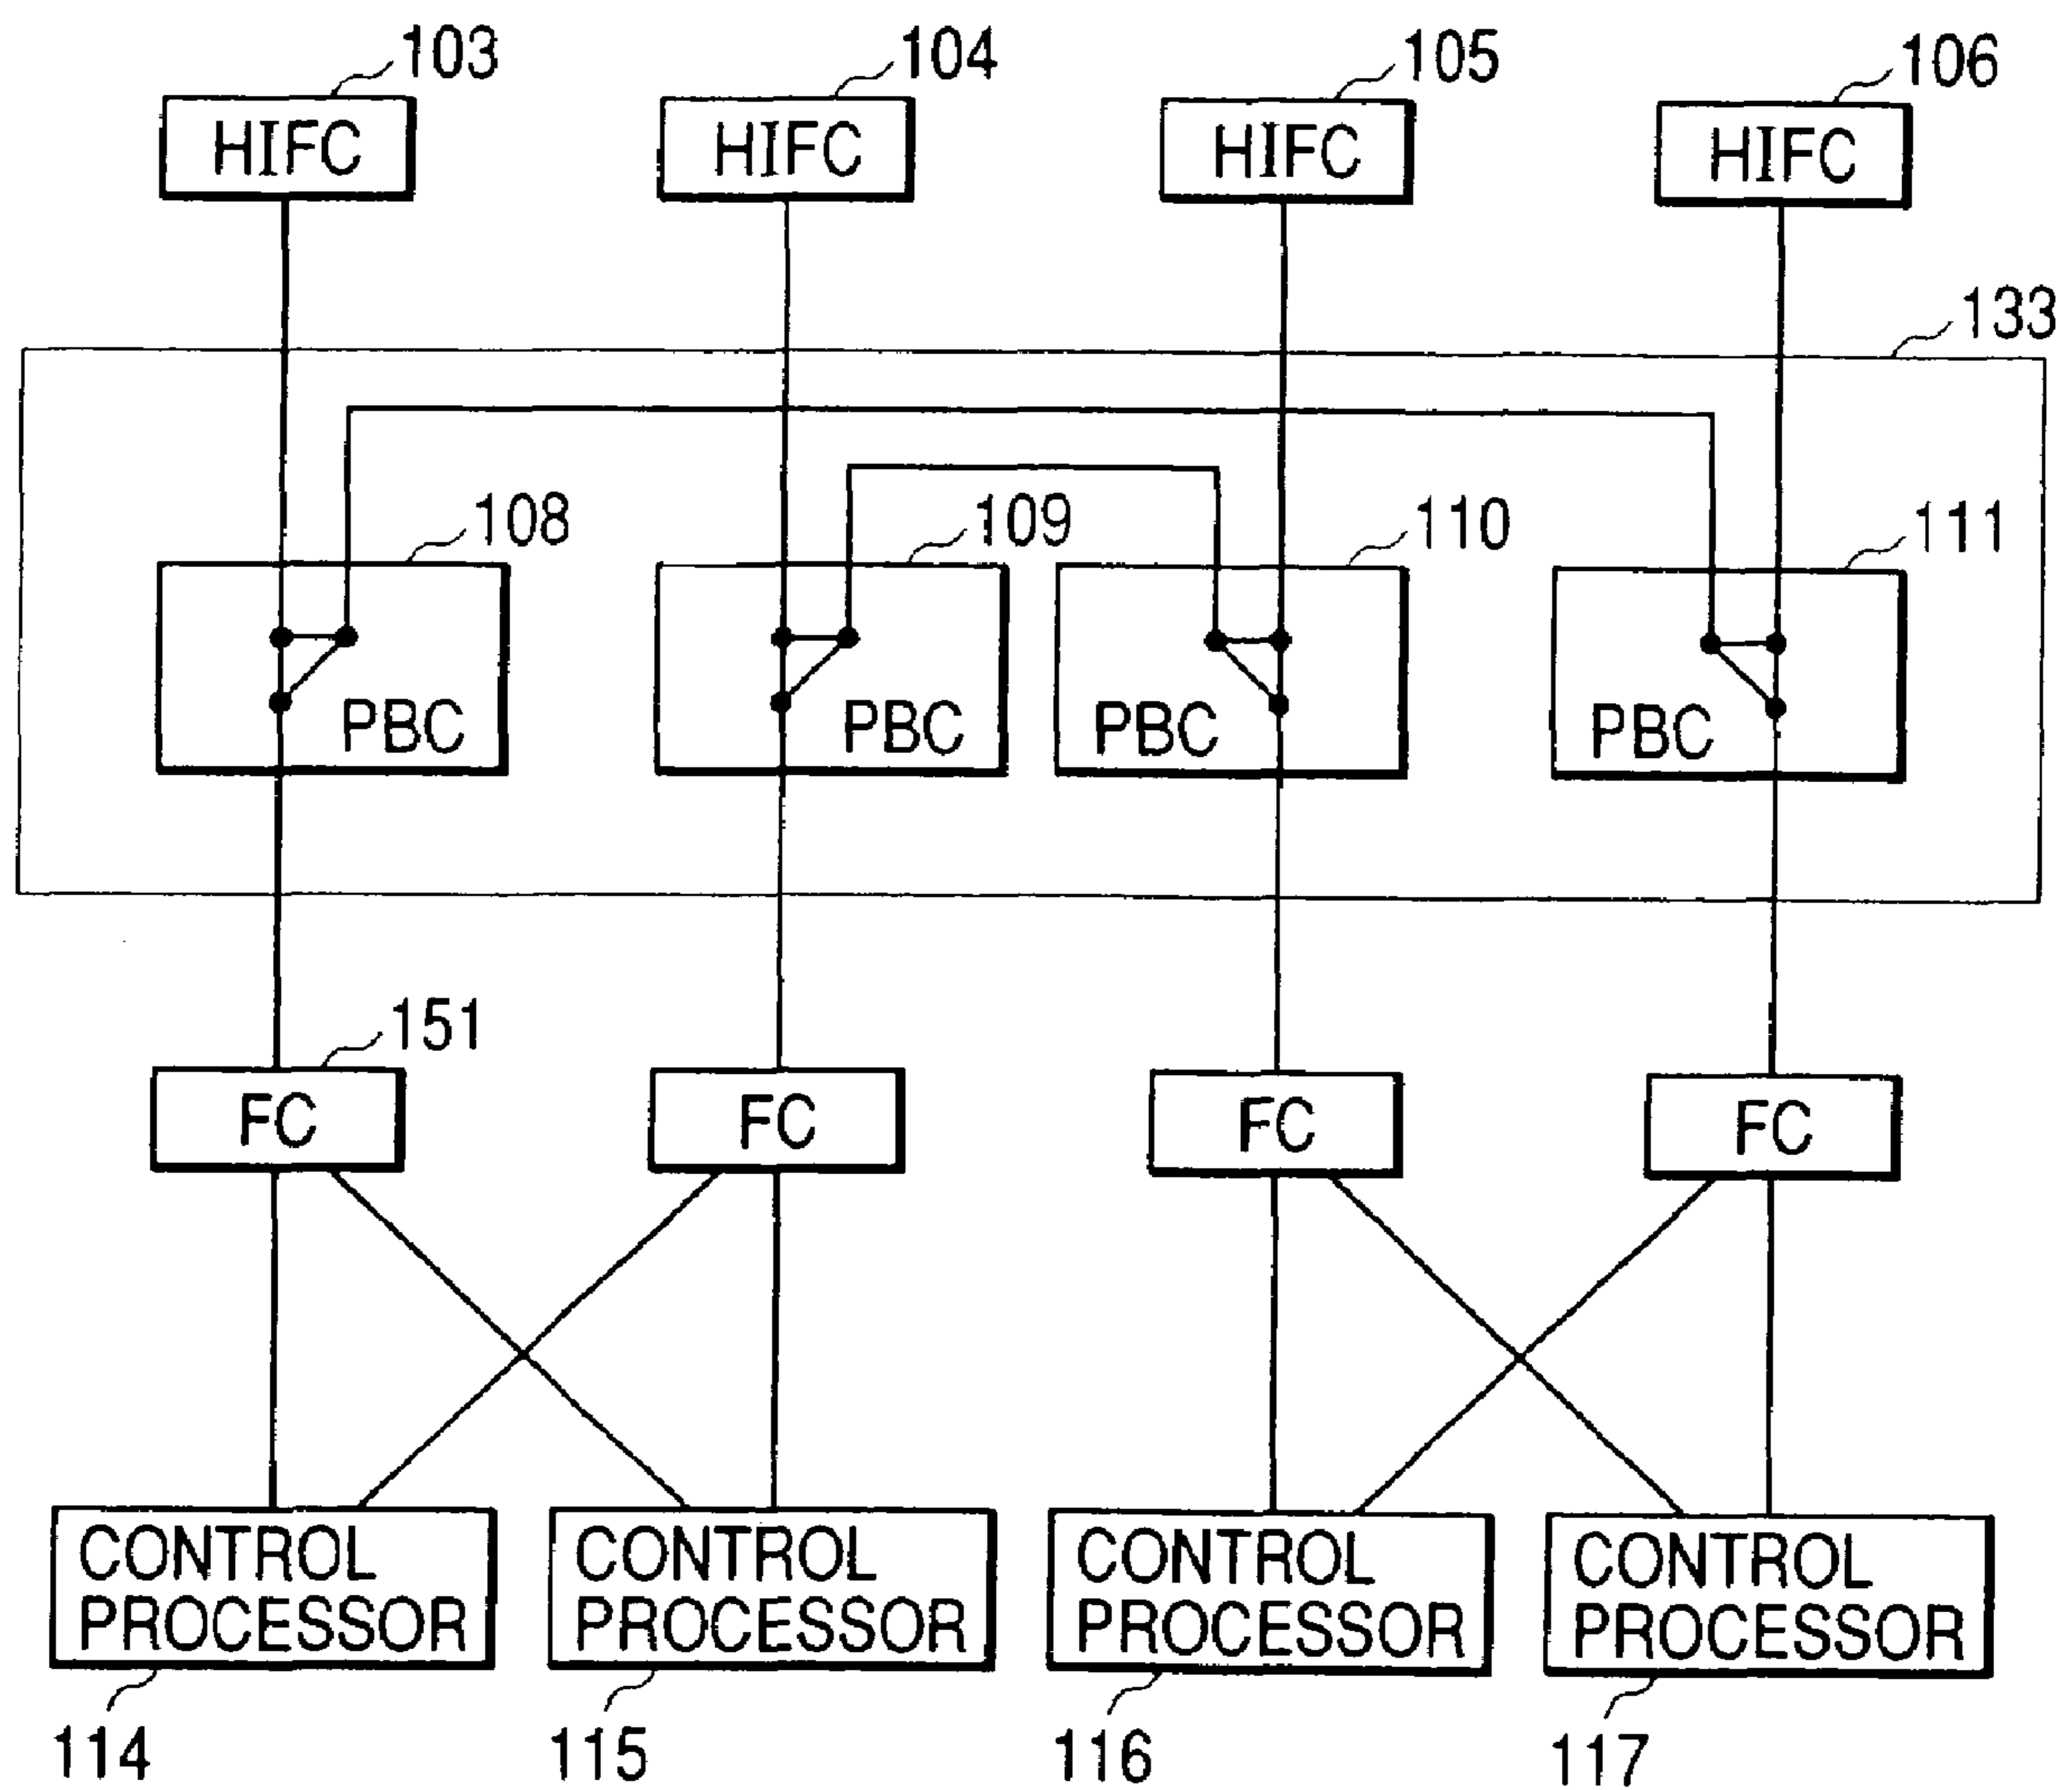 103
104
105
106
HIFC
HIFC
HIFC
HIFC
133
108
109
110
111
PBC
PBC
PBC
PBC
151
FC
FC
FC
FC
CONTROL
PROCESSOR
CONTROL
PROCESSOR
CONTROL
PROCESSOR
CONTROL
PROCESSOR
114
115
116
117